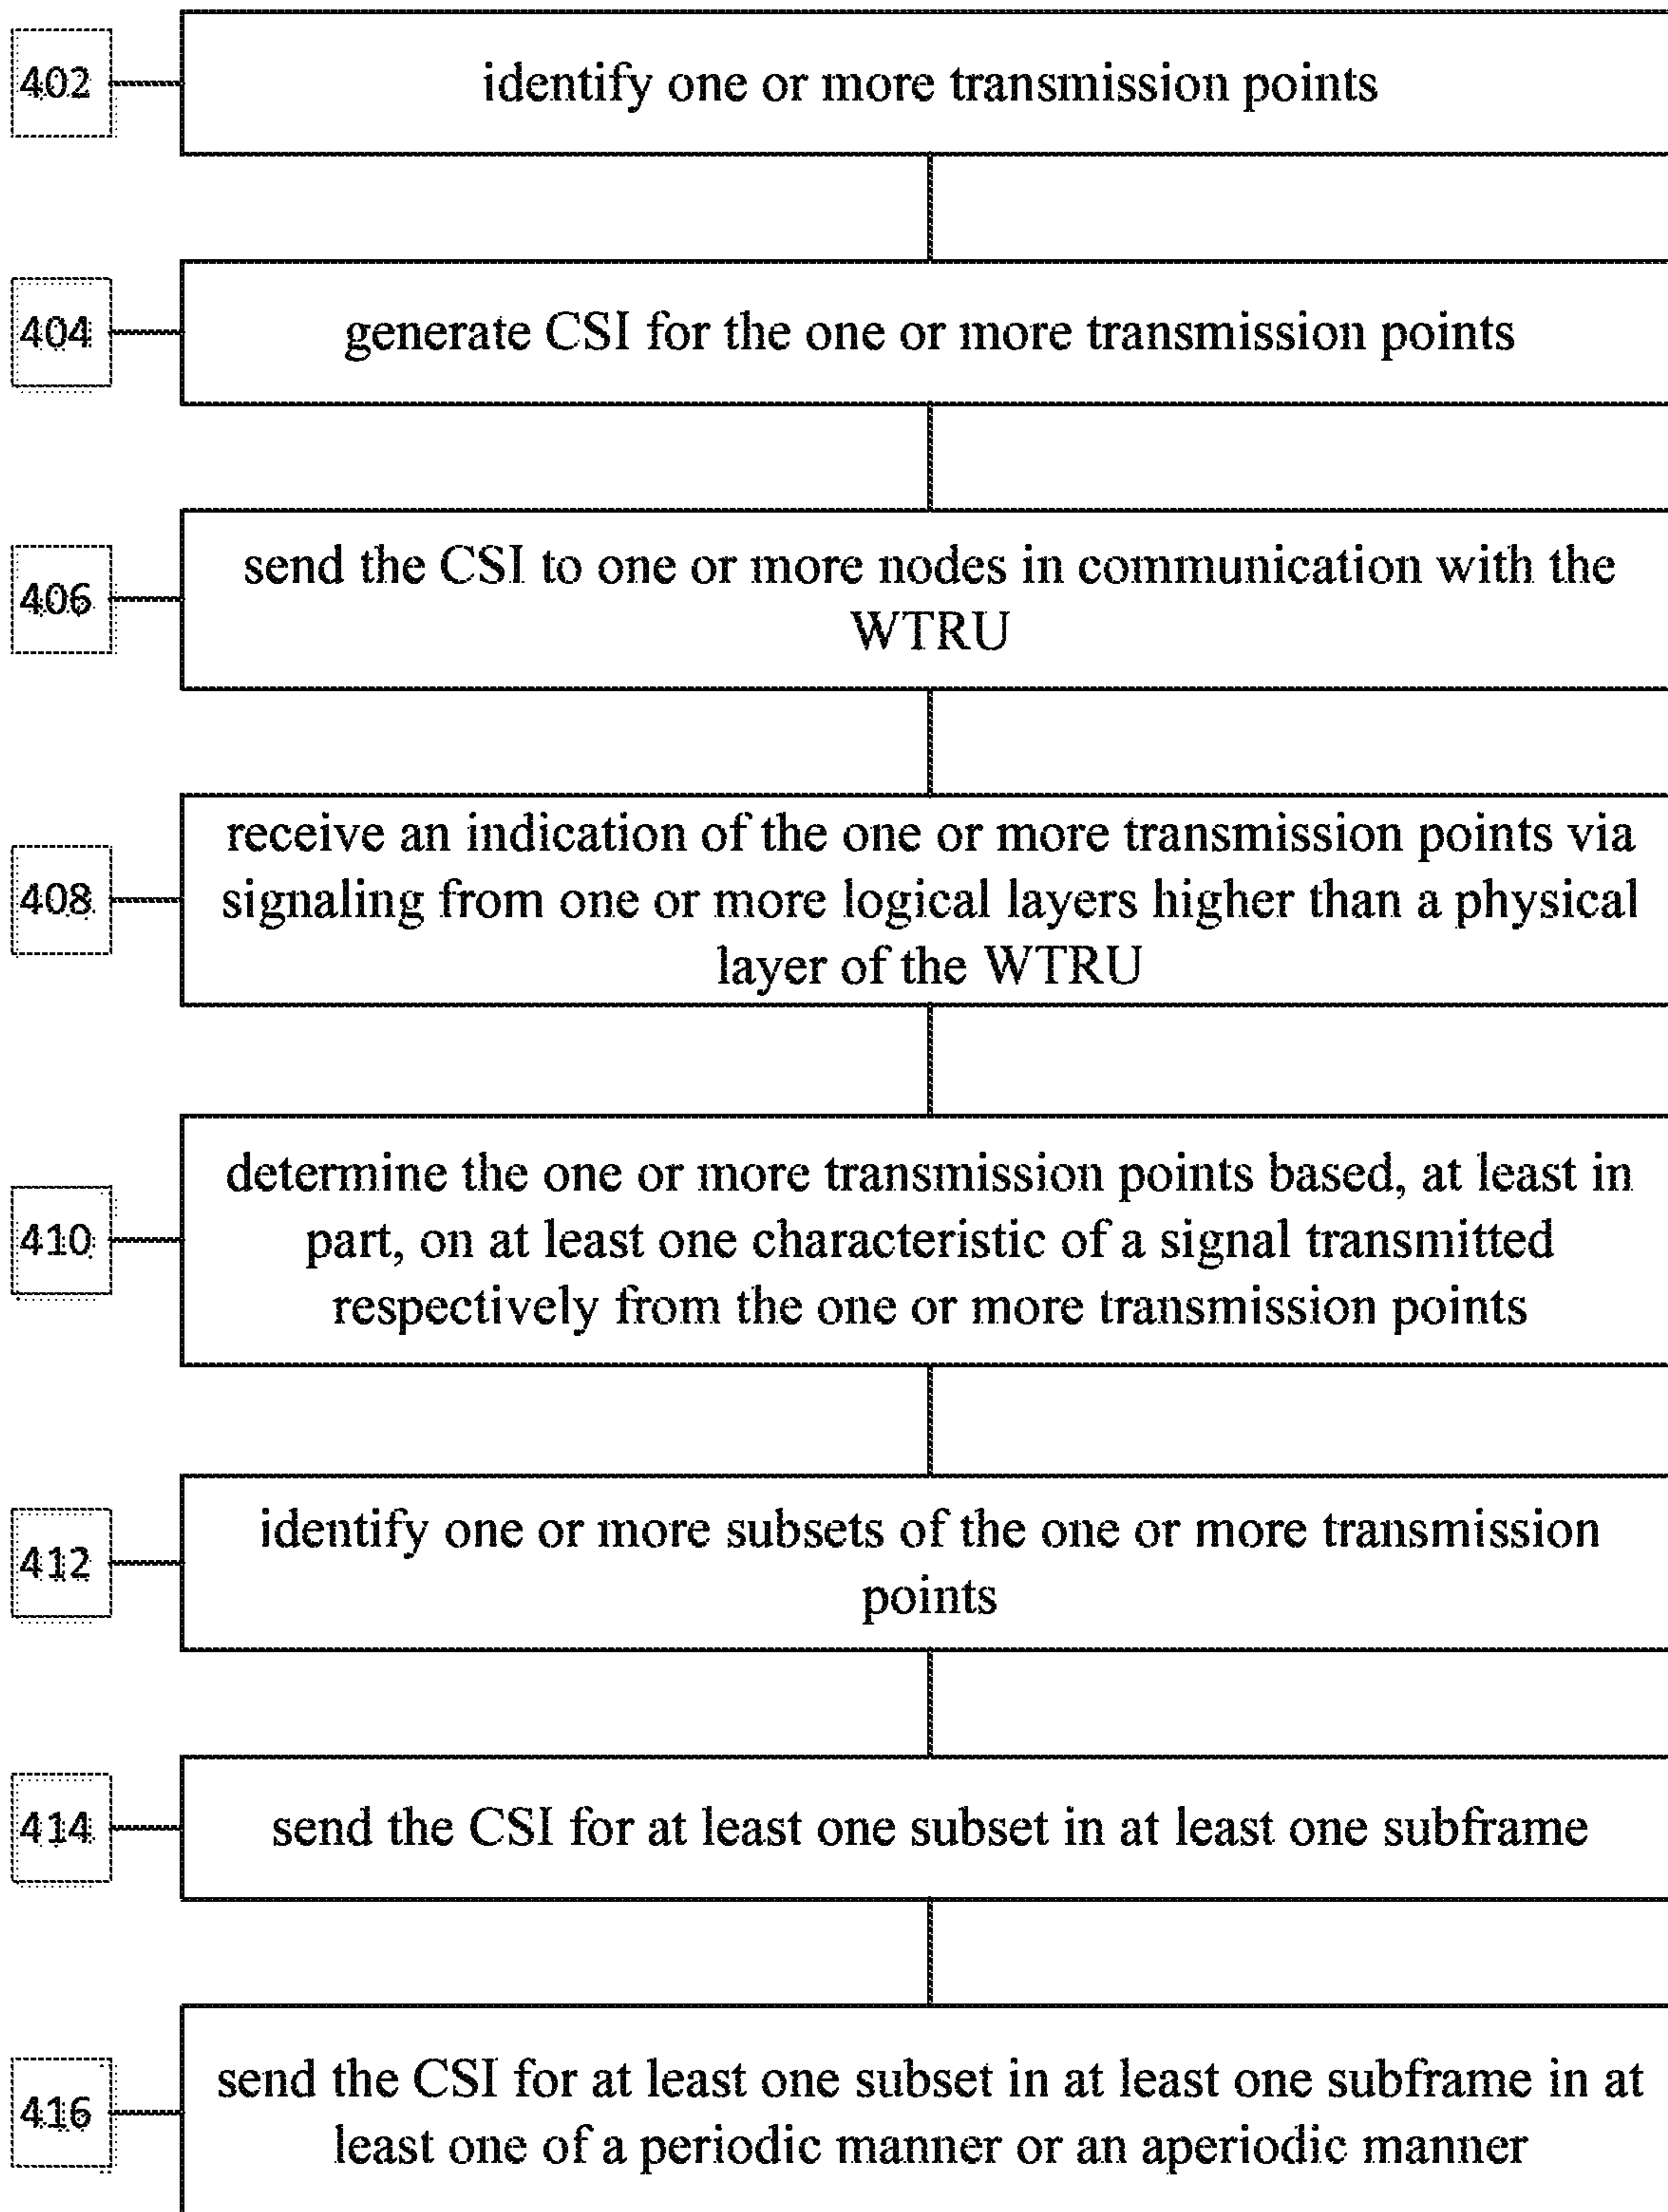 402
identify one or more transmission points
404
generate CSI for the one or more transmission points
406
send the CSI to one or more nodes in communication with the
WTRU
408
receive an indication of the one or more transmission points via
signaling from one or more logical layers higher than a physical
layer of the WTRU
410
determine the one or more transmission points based, at least in
part, on at least one characteristic of a signal transmitted
respectively from the one or more transmission points
412
identify one or more subsets of the one or more transmission
points
414
send the CSI for at least one subset in at least one subframe
416
send the CSI for at least one subset in at least one subframe in at
least one of a periodic manner or an aperiodic manner